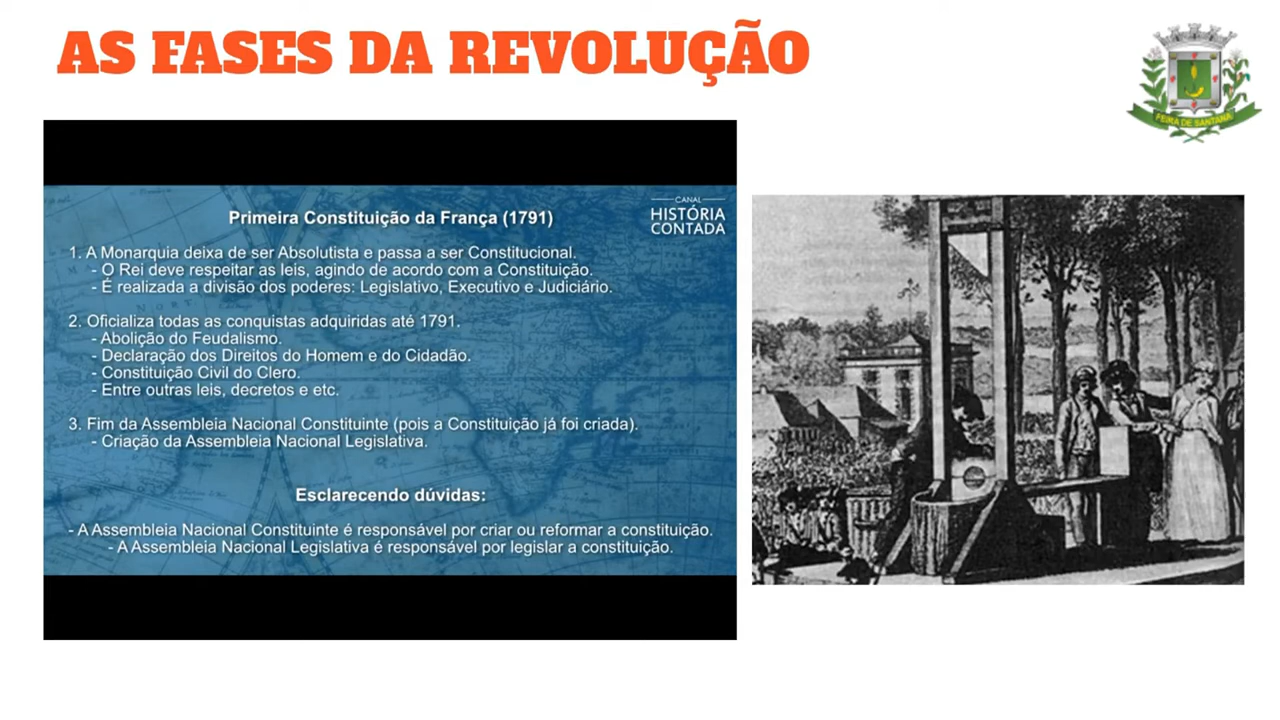 AS FASES DA REVOLUÇÃO
FEIRA DE SANTANA
CANAL
HISTÓRIA
CONTADA
Primeira Constituição da França (1791)
1. A Monarquia deixa de ser Absolutista e passa a ser Constitucional.
- O Rei deve respeitar as leis, agindo de acordo com a Constituição.
- É realizada a divisão dos poderes: Legislativo, Executivo e Judiciário.
2. Oficializa todas as conquistas adquiridas até 1791.
- Abolição do Feudalismo.
- Declaração dos Direitos do Homem e do Cidadão.
- Constituição Civil do Clero.
- Entre outras leis, decretos e etc.
3. Fim da Assembleia Nacional Constituinte (pois a Constituição já foi criada).
- Criação da Assembleia Nacional Legislativa.
Esclarecendo dúvidas:
- A Assembleia Nacional Constituinte é responsável por criar ou reformar a constituição.
- A Assembleia Nacional Legislativa é responsável por legislar a constituição.